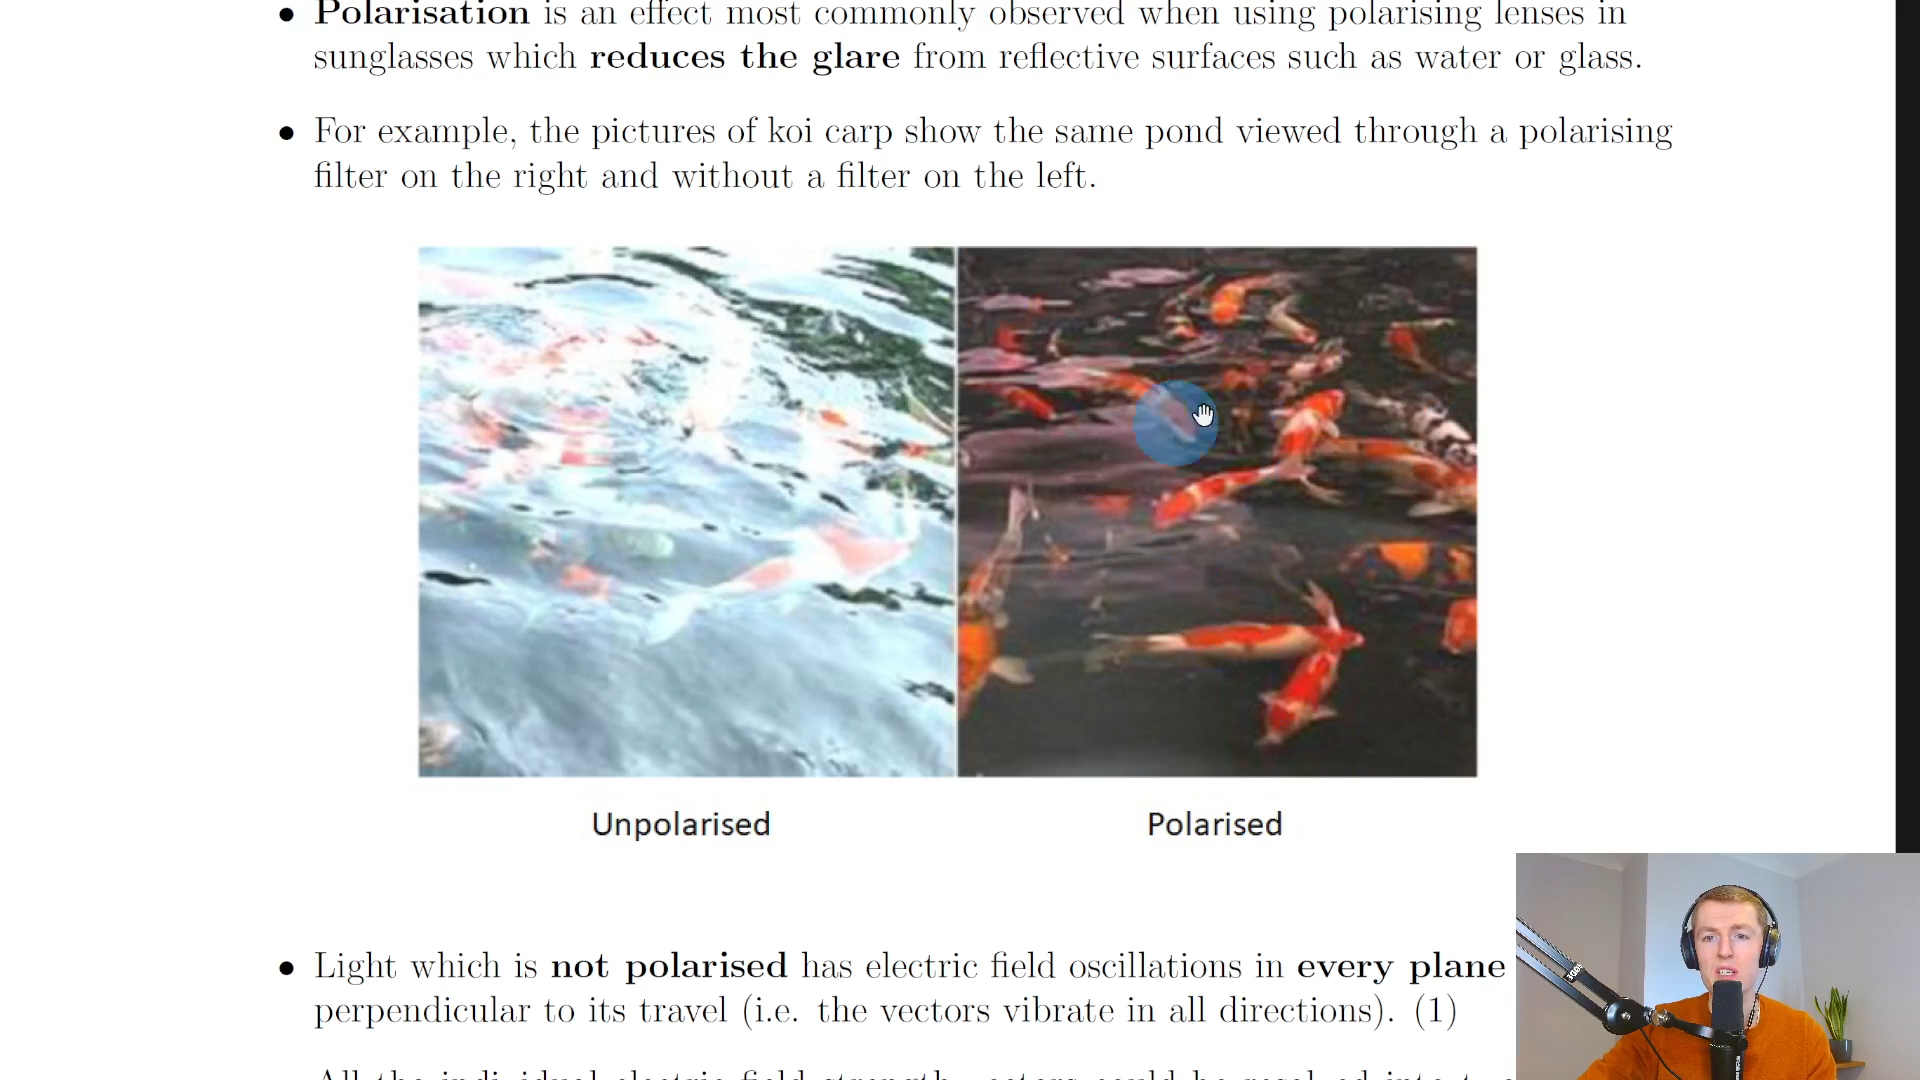 • Polarisation is an effect most commonly observed when using polarising lenses in
sunglasses which reduces the glare from reflective surfaces such as water or glass.
• For example, the pictures of koi carp show the same pond viewed through a polarising
filter on the right and without a filter on the left.
Unpolarised
Polarised
• Light which is not polarised has electric field oscillations in every plane
perpendicular to its travel (i.e. the vectors vibrate in all directions). (1)
RØDE